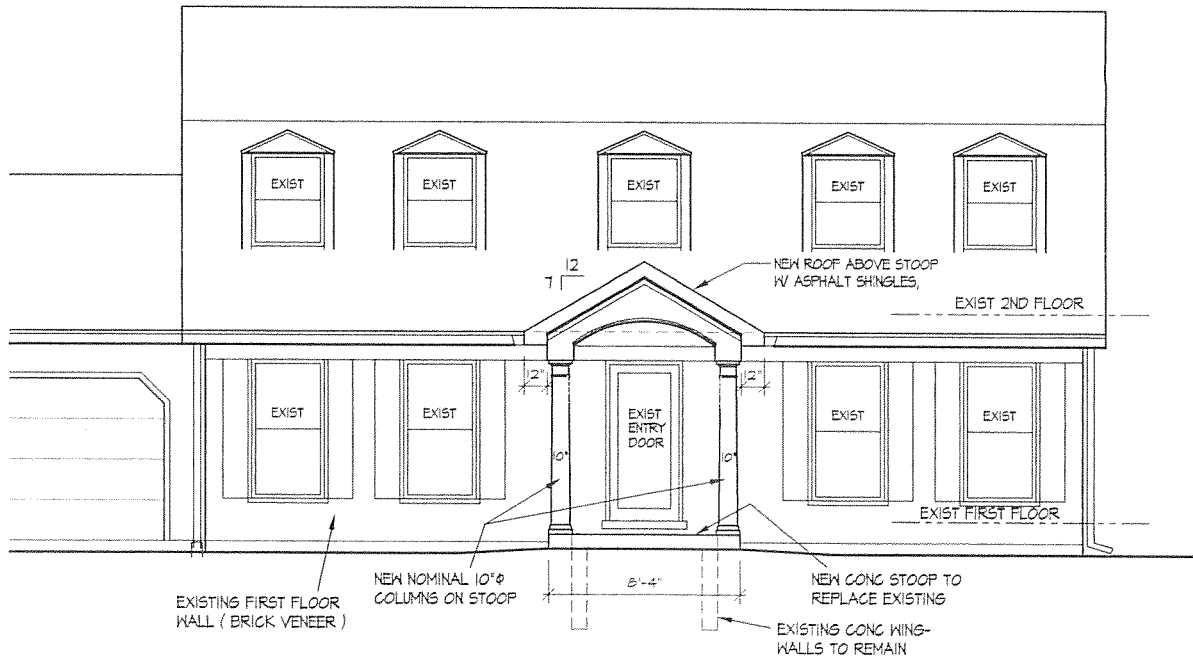 EXIST
EXIST
EXIST
EXIST
EXIST
12
7
NEW ROOF ABOVE STOOP
W/ ASPHALT SHINGLES,
EXIST 2ND FLOOR
12"
12"
EXIST
EXIST
EXIST
ENTRY
DOOR
EXIST
EXIST
10"
10"
EXIST FIRST FLOOR
NEW NOMINAL 10"Φ
COLUMNS ON STOOP
8'-4"
NEW CONC STOOP TO
REPLACE EXISTING
EXISTING FIRST FLOOR
WALL ( BRICK VENEER )
EXISTING CONC WING-
WALLS TO REMAIN